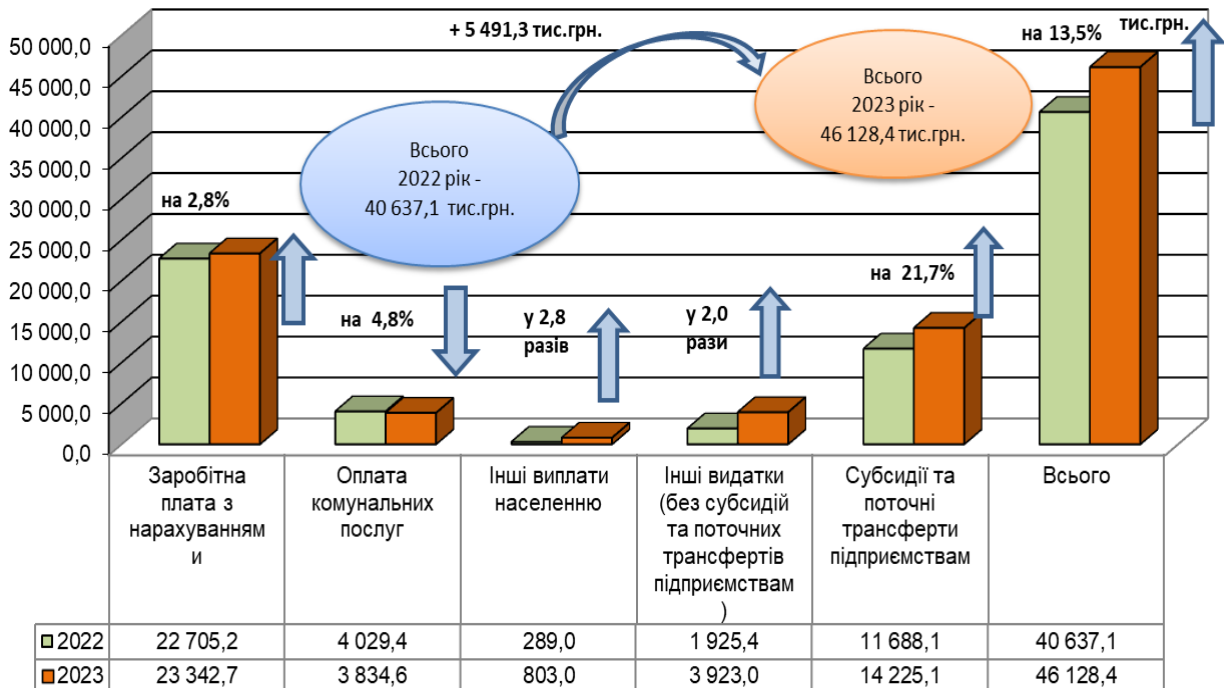 + 5 491,3 тис.грн.
на 13,5%
тис.грн.
50 000,0
45 000,0
40 000,0
35 000,0
30 000,0
25 000,0
20 000,0
15 000,0
10 000,0
5 000,0
0,0
Всього
2022 рік -
40 637,1 тис.грн.
Всього
2023 рік -
46 128,4 тис.грн.
на 2,8%
на 4,8%
у 2,8
разів
у 2,0
рази
на 21,7%
Заробітна
плата з
нарахуванням
и
Оплата
комунальних
послуг
Інші виплати
населенню
Інші видатки
(без субсидій
та поточних
трансфертів
підприємствам
)
Субсидії та
поточні
трансферти
підприємствам
Всього
2022 22 705,2 4 029,4 289,0 1 925,4 11 688,1 40 637,1
2023 23 342,7 3 834,6 803,0 3 923,0 14 225,1 46 128,4